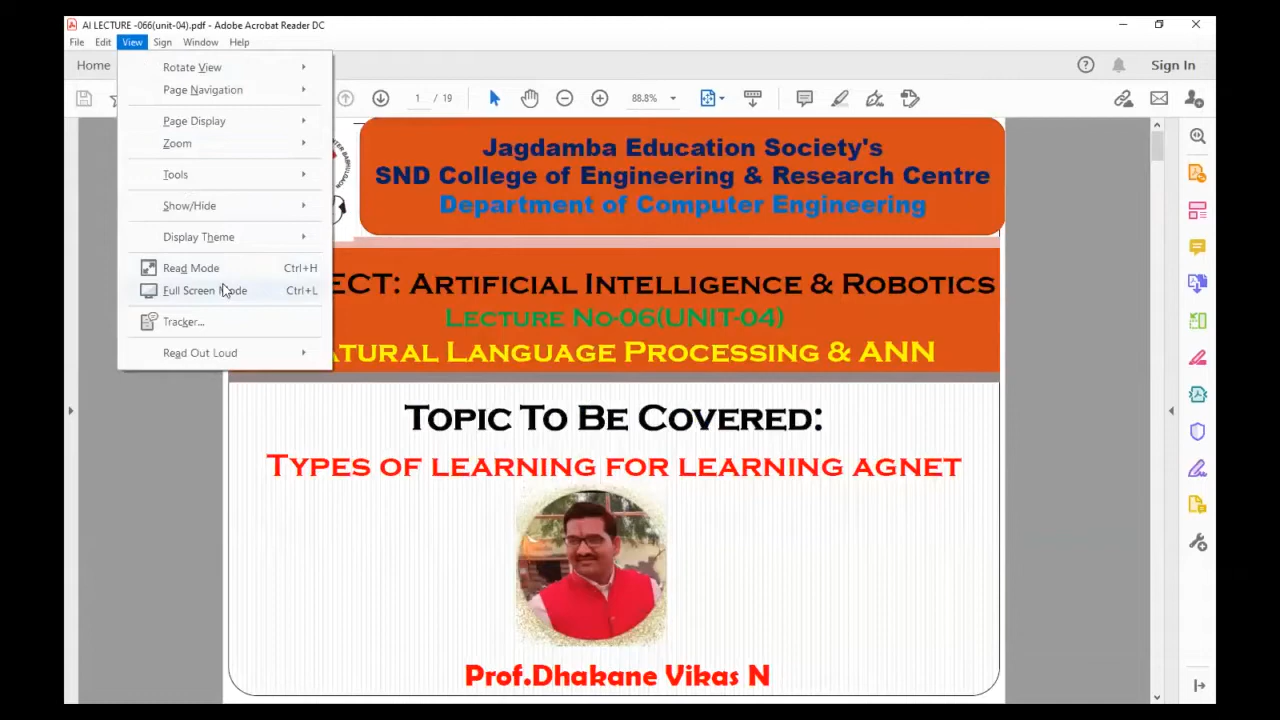 AI LECTURE -066(unit-04).pdf - Adobe Acrobat Reader DC
File Edit View Sign Window Help
Home
Sign In
1 / 19
88.8%
Rotate View
Page Navigation
Page Display
Zoom
Tools
Show/Hide
Display Theme
Read Mode Ctrl+H
Full Screen Mode Ctrl+L
Tracker...
Read Out Loud
Jagdamba Education Society's
SND College of Engineering & Research Centre
Department of Computer Engineering
ECT: Artificial Intelligence & Robotics
Lecture No-06(UNIT-04)
atural Language Processing & ANN
Topic To Be Covered:
Types of learning for learning agnet
Prof.Dhakane Vikas N